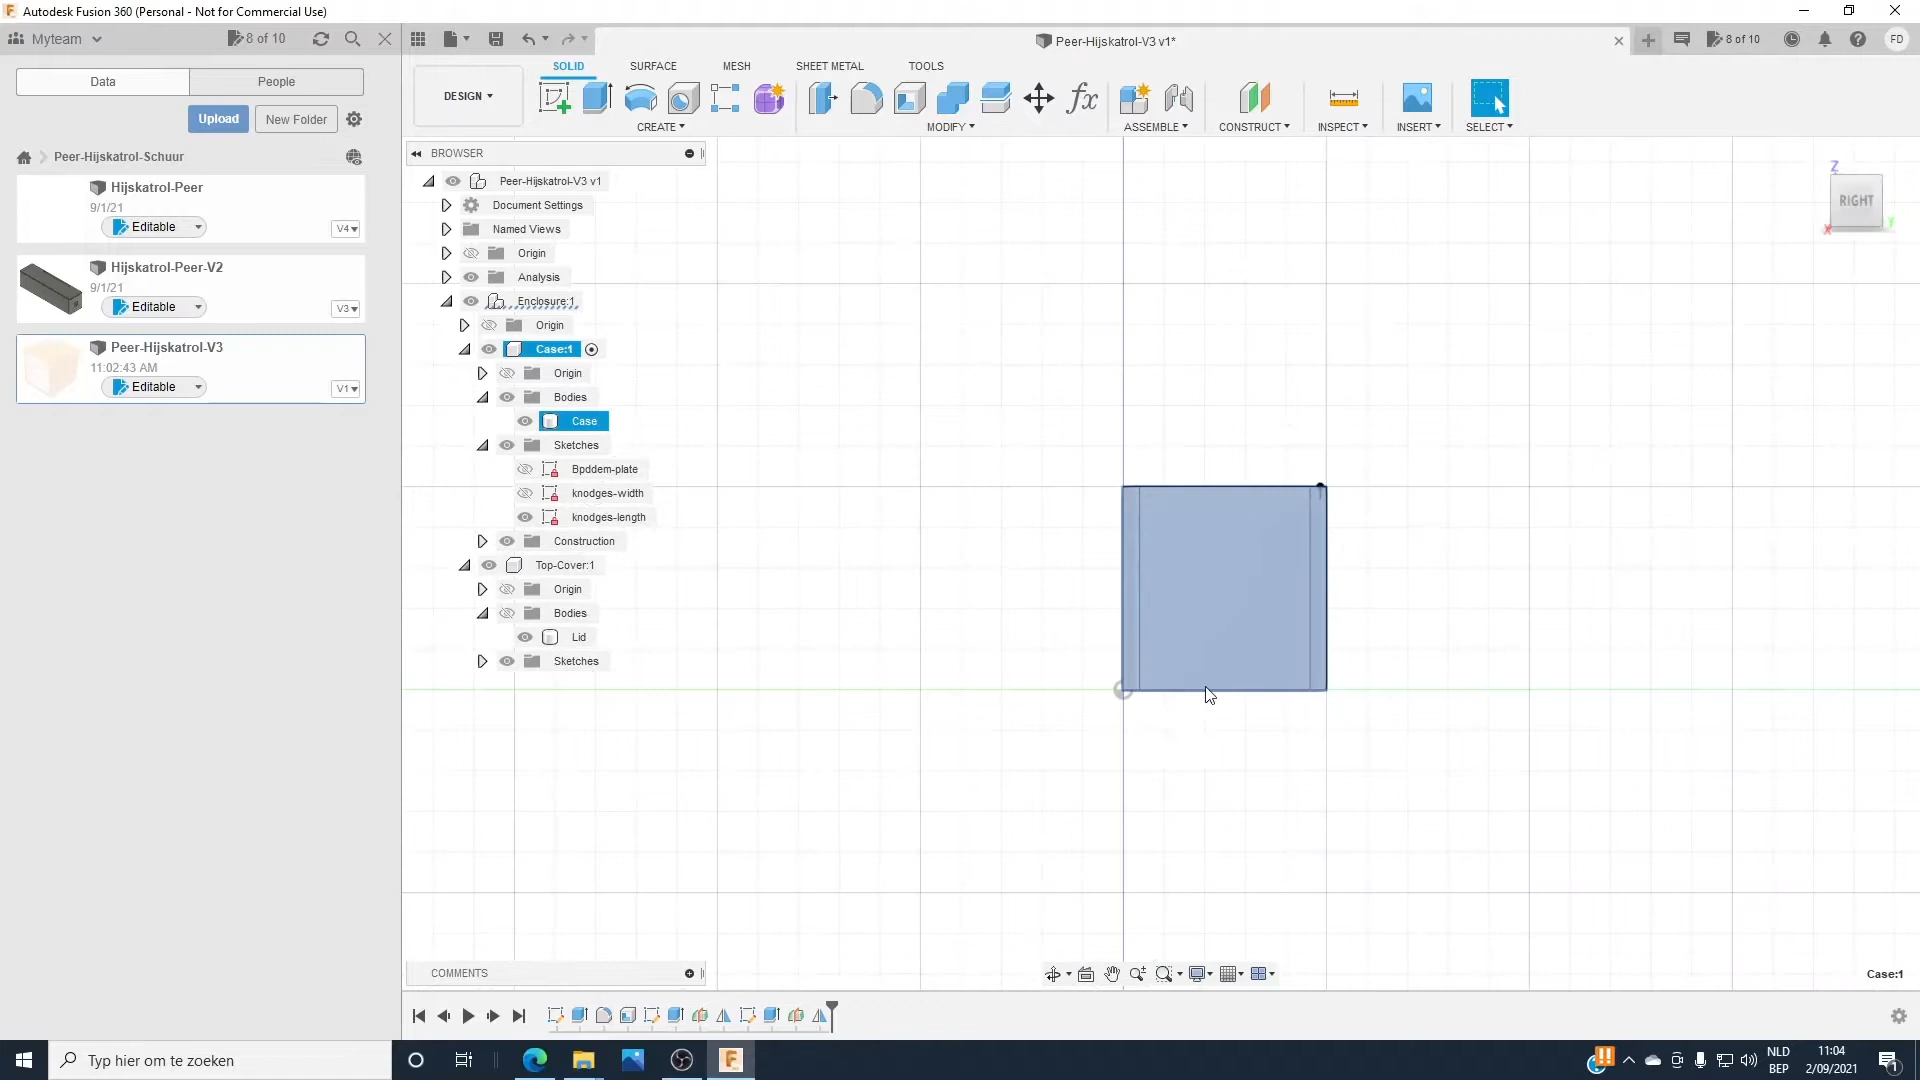 Autodesk Fusion 360 (Personal - Not for Commercial Use)
Myteam
8 of 10
Peer-Hijskatrol-V3 v1*
8 of 10
FD
Data
People
Upload
New Folder
Peer-Hijskatrol-Schuur
Hijskatrol-Peer
9/1/21
Editable
V4
Hijskatrol-Peer-V2
9/1/21
Editable
V3
Peer-Hijskatrol-V3
11:02:43 AM
Editable
V1
DESIGN
SOLID
SURFACE
MESH
SHEET METAL
TOOLS
CREATE
MODIFY
ASSEMBLE
CONSTRUCT
INSPECT
INSERT
SELECT
BROWSER
Peer-Hijskatrol-V3 v1
Document Settings
Named Views
Origin
Analysis
Enclosure:1
Origin
Case:1
Origin
Bodies
Case
Sketches
Bpddem-plate
knodges-width
knodges-length
Construction
Top-Cover:1
Origin
Bodies
Lid
Sketches
Z
RIGHT
X
Y
COMMENTS
Case:1
Typ hier om te zoeken
NLD
BEP
11:04
2/09/2021
1